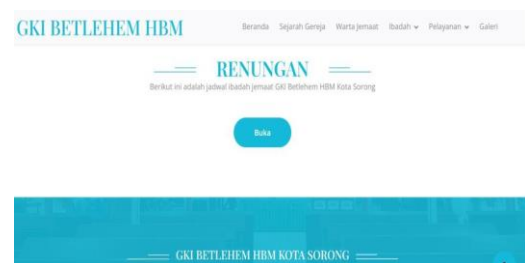 GKI BETLEHEM HBM
Beranda Sejarah Gereja Warta Jemaat Ibadah Pelayanan Galeri
RENUNGAN
Berikut ini adalah jadwal ibadah jemaat GKI Betlehem HBM Kota Sorong
Buka
GKI BETLEHEM HBM KOTA SORONG